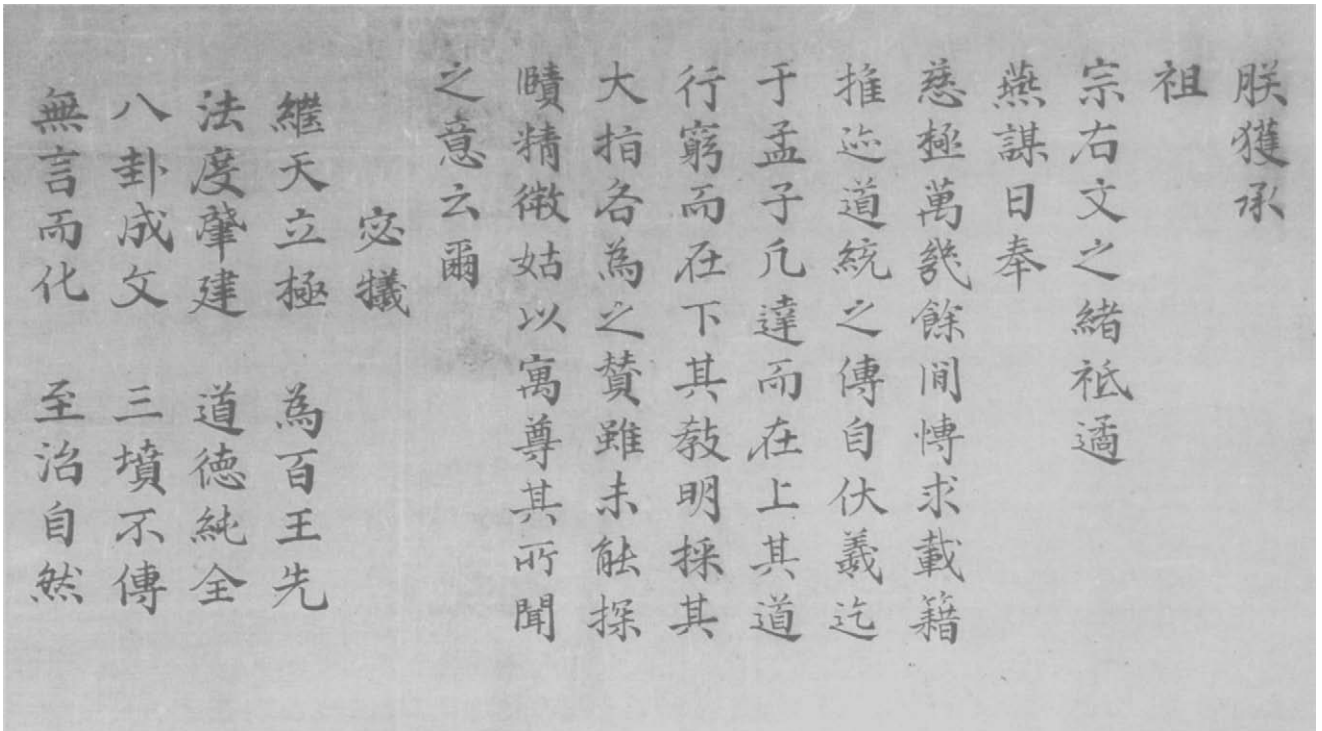 朕獲承
祖
宗右文之緒祗遹
燕謀日奉
慈極萬幾餘閒愽求載籍
推迹道統之傳自伏羲迄
于孟子凡達而在上其道
行窮而在下其教明採其
大指各為之贊雖未能探
賾精微姑以寓尊其所聞
之意云爾
宓犧
繼天立極 為百王先
法度肇建 道德純全
八卦成文 三墳不傳
無言而化 至治自然